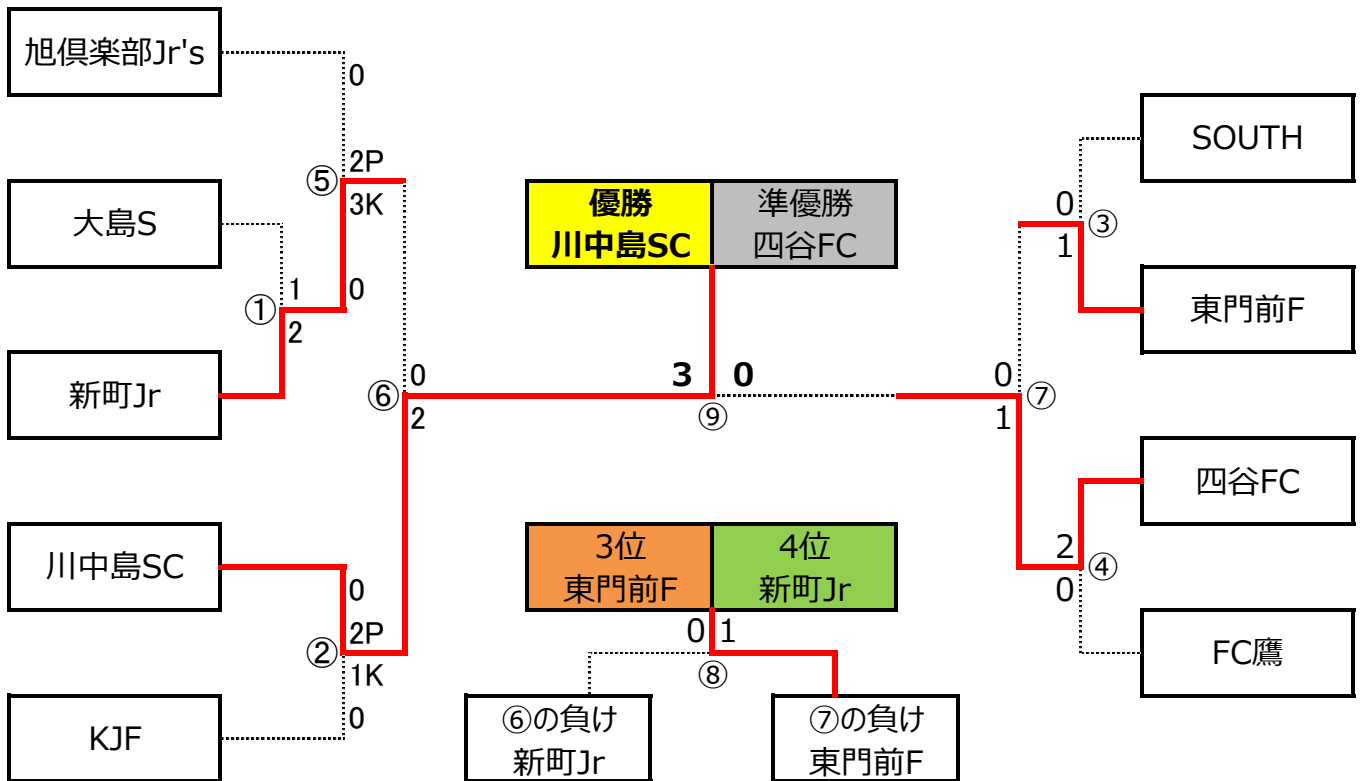 旭倶楽部Jr's
0
SOUTH
2P
⑤
3K
大島S
優勝
川中島SC
準優勝
四谷FC
0
③
1
1
0
①
2
東門前F
新町Jr
0
⑥
2
3
0
⑨
0
⑦
1
四谷FC
川中島SC
0
2P
②
1K
0
3位
東門前F
4位
新町Jr
2
④
0
0
1
⑧
FC鷹
KJF
⑥の負け
新町Jr
⑦の負け
東門前F